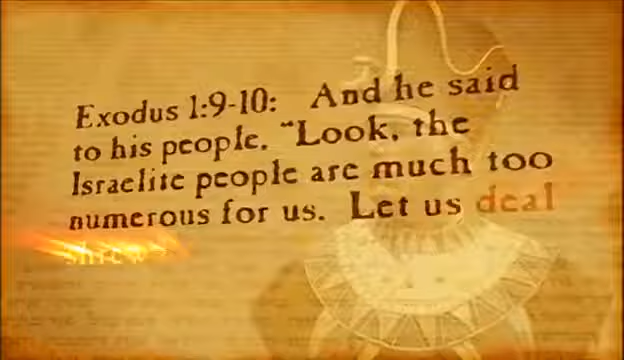 Exodus 1:9-10: And he said
to his people, "Look, the
Israelite people are much too
numerous for us. Let us deal
shrew